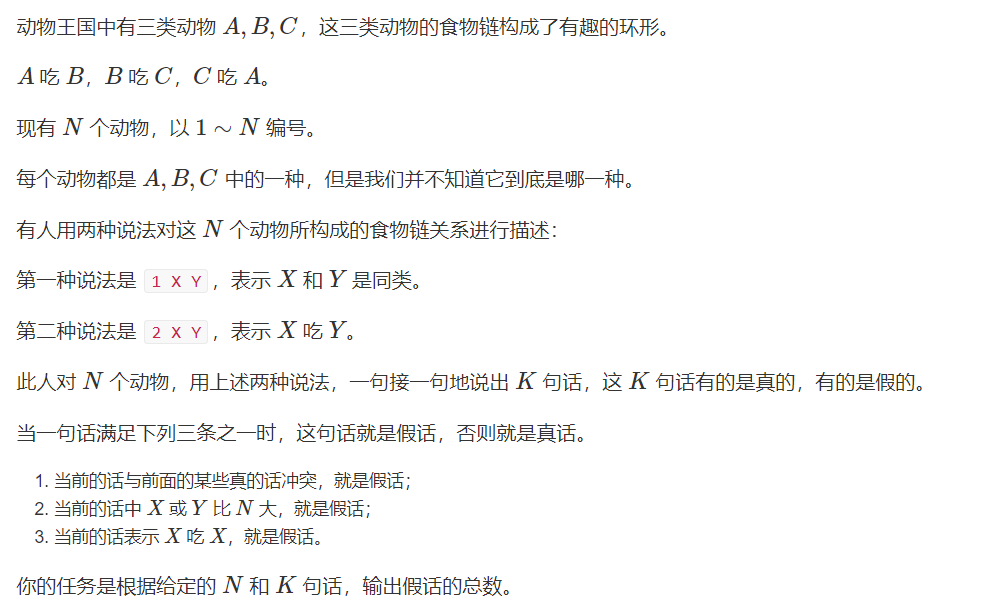 动物王国中有三类动物 A, B, C，这三类动物的食物链构成了有趣的环形。
A 吃 B，B 吃 C，C 吃 A。
现有 N 个动物，以 1 ∼ N 编号。
每个动物都是 A, B, C 中的一种，但是我们并不知道它到底是哪一种。
有人用两种说法对这 N 个动物所构成的食物链关系进行描述：
第一种说法是 1 X Y，表示 X 和 Y 是同类。
第二种说法是 2 X Y，表示 X 吃 Y。
此人对 N 个动物，用上述两种说法，一句接一句地说出 K 句话，这 K 句话有的是真的，有的是假的。
当一句话满足下列三条之一时，这句话就是假话，否则就是真话。
1. 当前的话与前面的某些真的话冲突，就是假话；
2. 当前的话中 X 或 Y 比 N 大，就是假话；
3. 当前的话表示 X 吃 X，就是假话。
你的任务是根据给定的 N 和 K 句话，输出假话的总数。